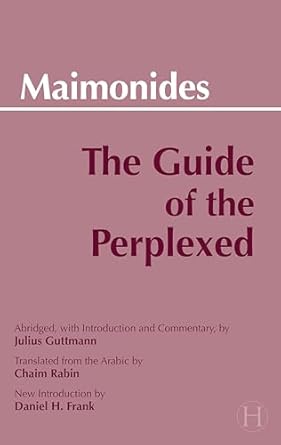 Maimonides
The Guide
of the
Perplexed
Abridged, with Introduction and Commentary, by
Julius Guttmann
Translated from the Arabic by
Chaim Rabin
New Introduction by
Daniel H. Frank
H